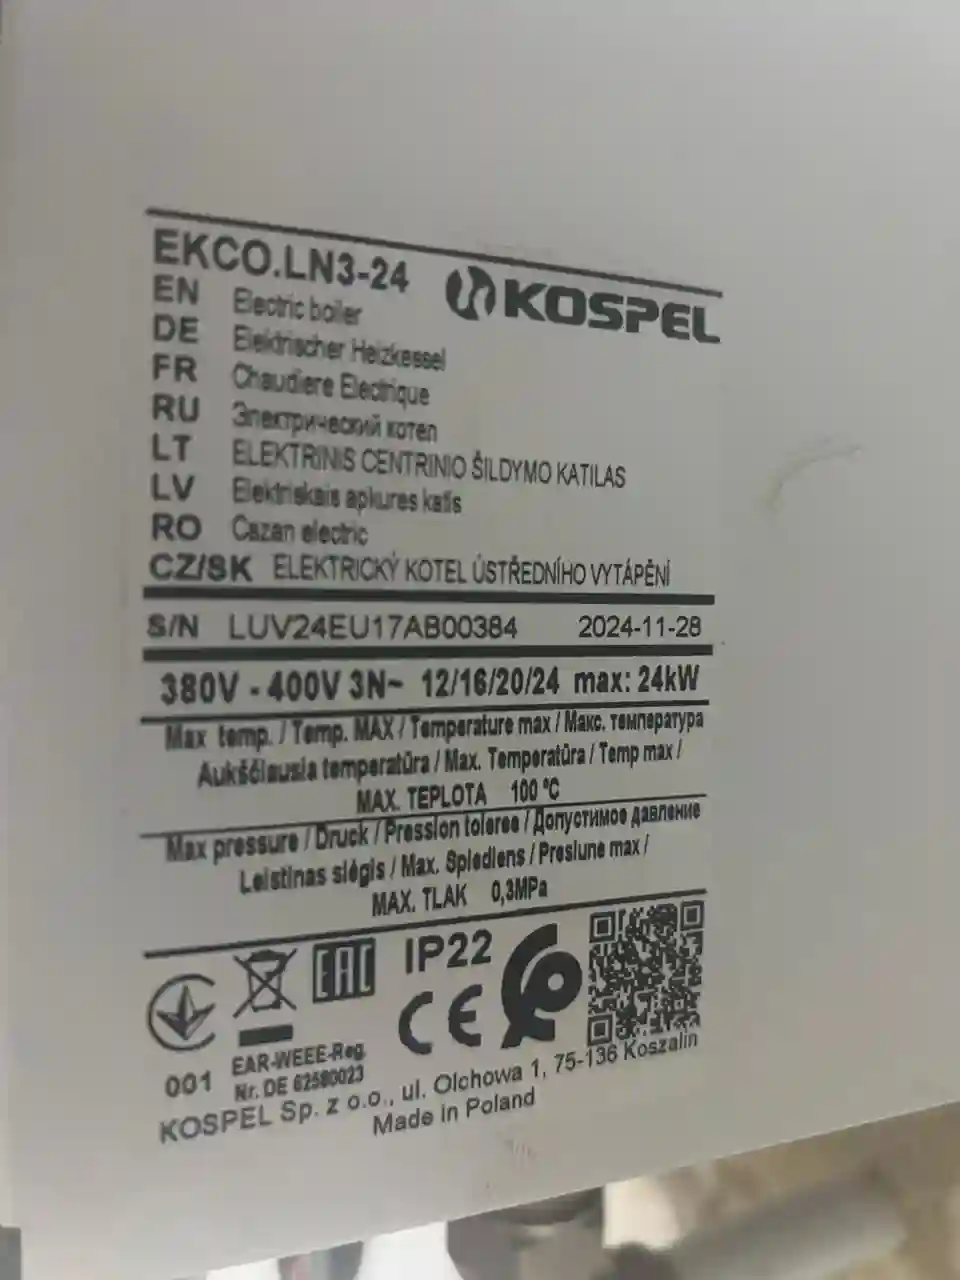 EKCO.LN3-24
KOSPEL
EN Electric boiler
DE Elektrischer Heizkessel
FR Chaudiere Electrique
RU Электрический котел
LT ELEKTRINIS CENTRINIO ŠILDYMO KATILAS
LV Elektriskais apkures katls
RO Cazan electric
CZ/SK ELEKTRICKÝ KOTEL ÚSTŘEDNÍHO VYTÁPĚNÍ
S/N LUV24EU17AB00384 2024-11-28
380V - 400V 3N~ 12/16/20/24 max: 24kW
Max temp. / Temp. MAX / Temperature max / Макс. температура
Aukščiausia temperatūra / Max. Temperatūra / Temp max /
MAX. TEPLOTA 100 °C
Max pressure / Druck / Pression toleree / Допустимое давление
Leistinas slėgis / Max. Spiediens / Presiune max /
MAX. TLAK 0,3MPa
EAC IP22
CE
001 EAR-WEEE-Reg.
Nr. DE 62580023
KOSPEL Sp. z o.o., ul. Olchowa 1, 75-136 Koszalin
Made in Poland